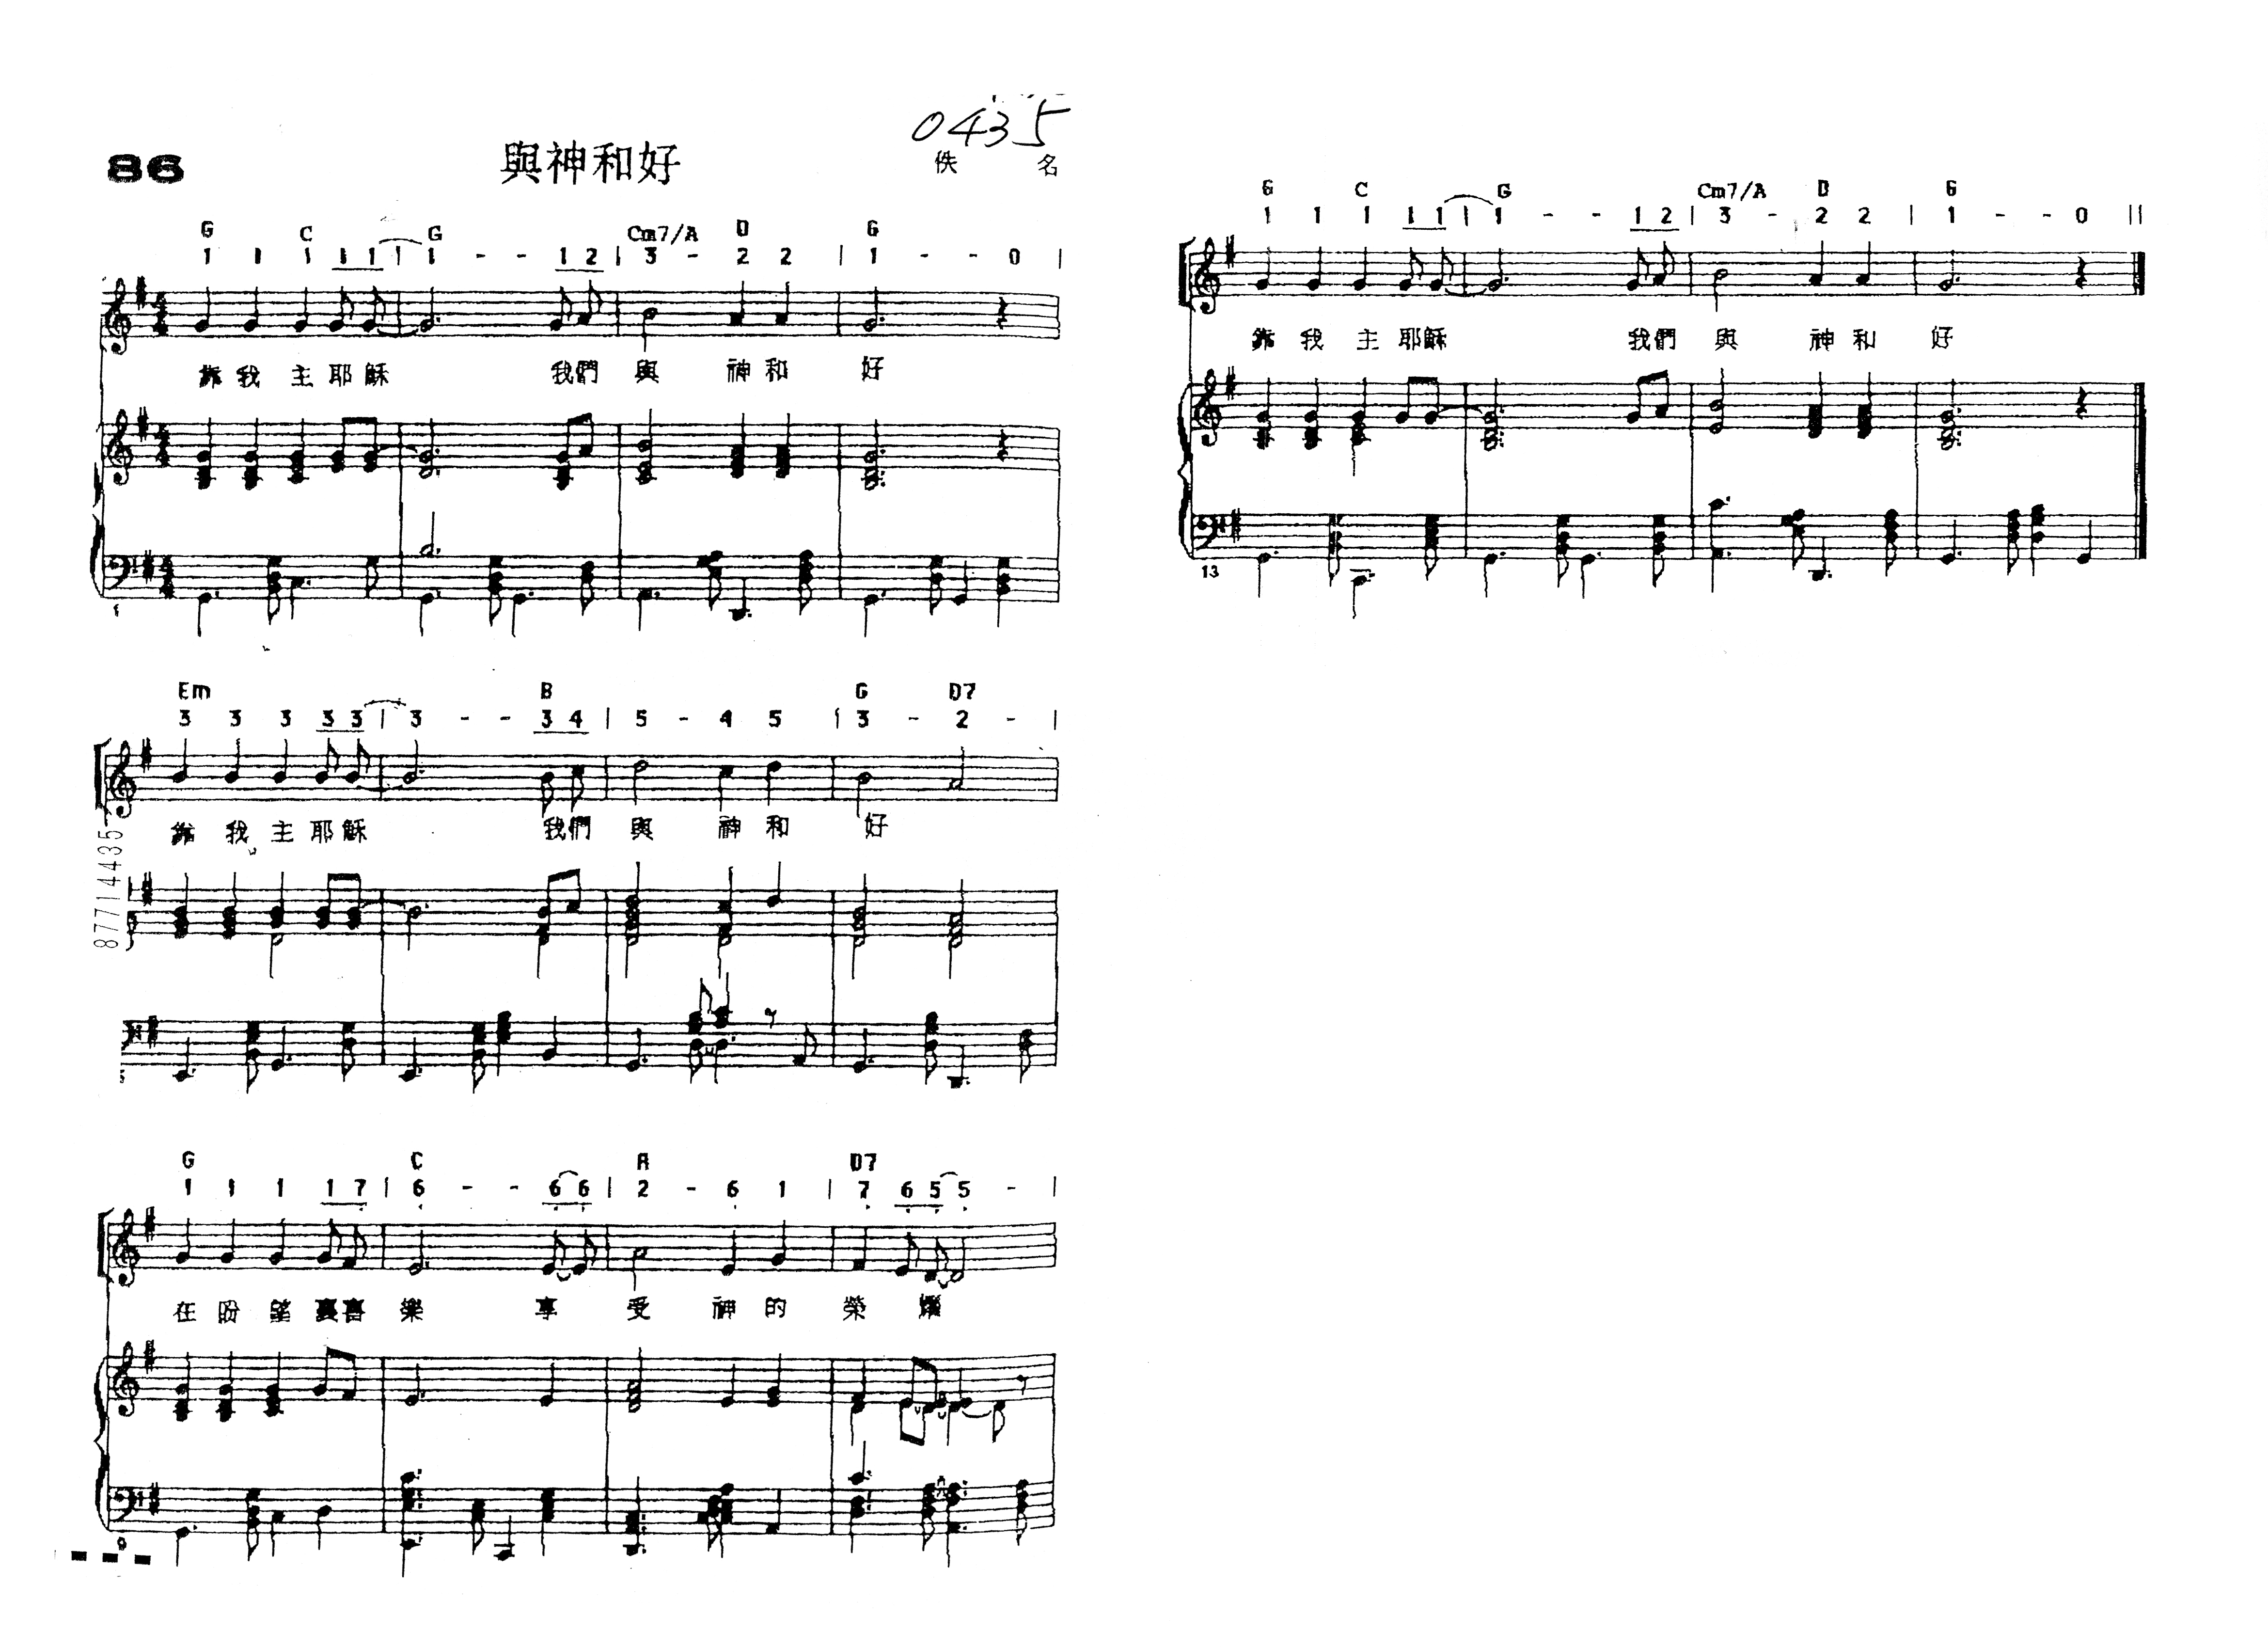 0435
86 與神和好 佚名
G C G Cm7/A D G
1 1 1 1 1 | 1 - - 1 2 | 3 - 2 2 | 1 - - 0 |
靠我主耶穌 我們與神和好
1
Em B G D7
3 3 3 3 3 | 3 - - 3 4 | 5 - 4 5 | 3 - 2 - |
靠我主耶穌 我們與神和好
5
87714435
G C A D7
1 1 1 1 7 | 6 - - 6 6 | 2 - 6 1 | 7 6 5 5 - |
在盼望裏喜樂 享受神的榮耀
9
G C G Cm7/A D G
1 1 1 1 1 | 1 - - 1 2 | 3 - 2 2 | 1 - - 0 ||
靠我主耶穌 我們與神和好
13